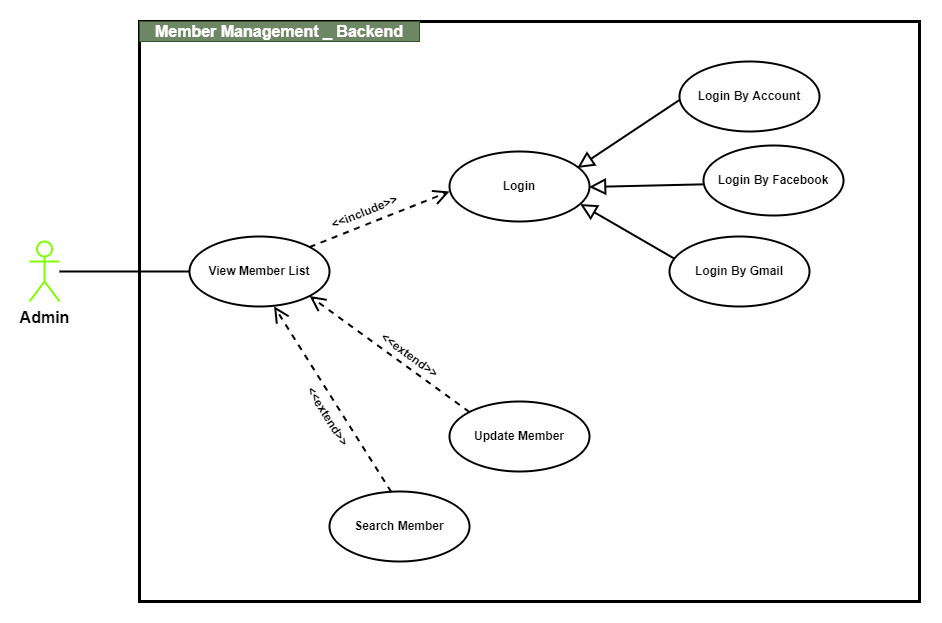 Member Management _ Backend
Login By Account
Login By Facebook
Login
<<include>>
Login By Gmail
View Member List
Admin
<<extend>>
<<extend>>
Update Member
Search Member